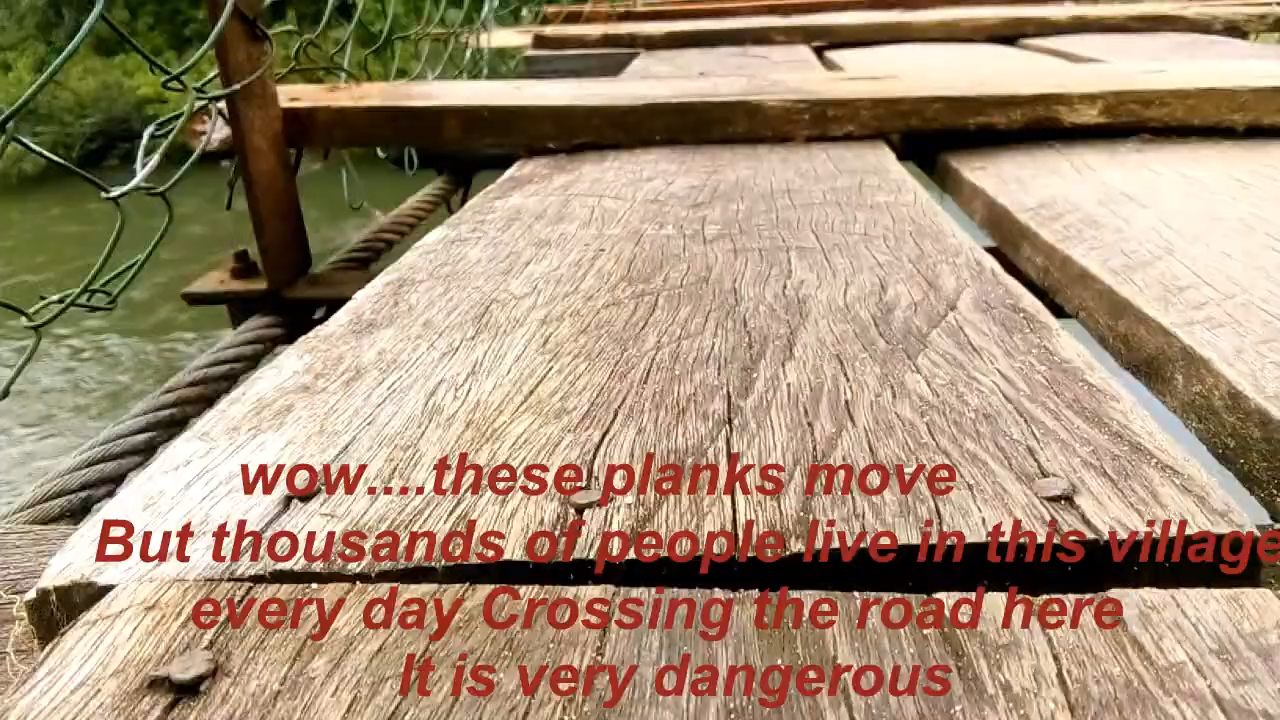 wow....these planks move
But thousands of people live in this village
every day Crossing the road here
It is very dangerous